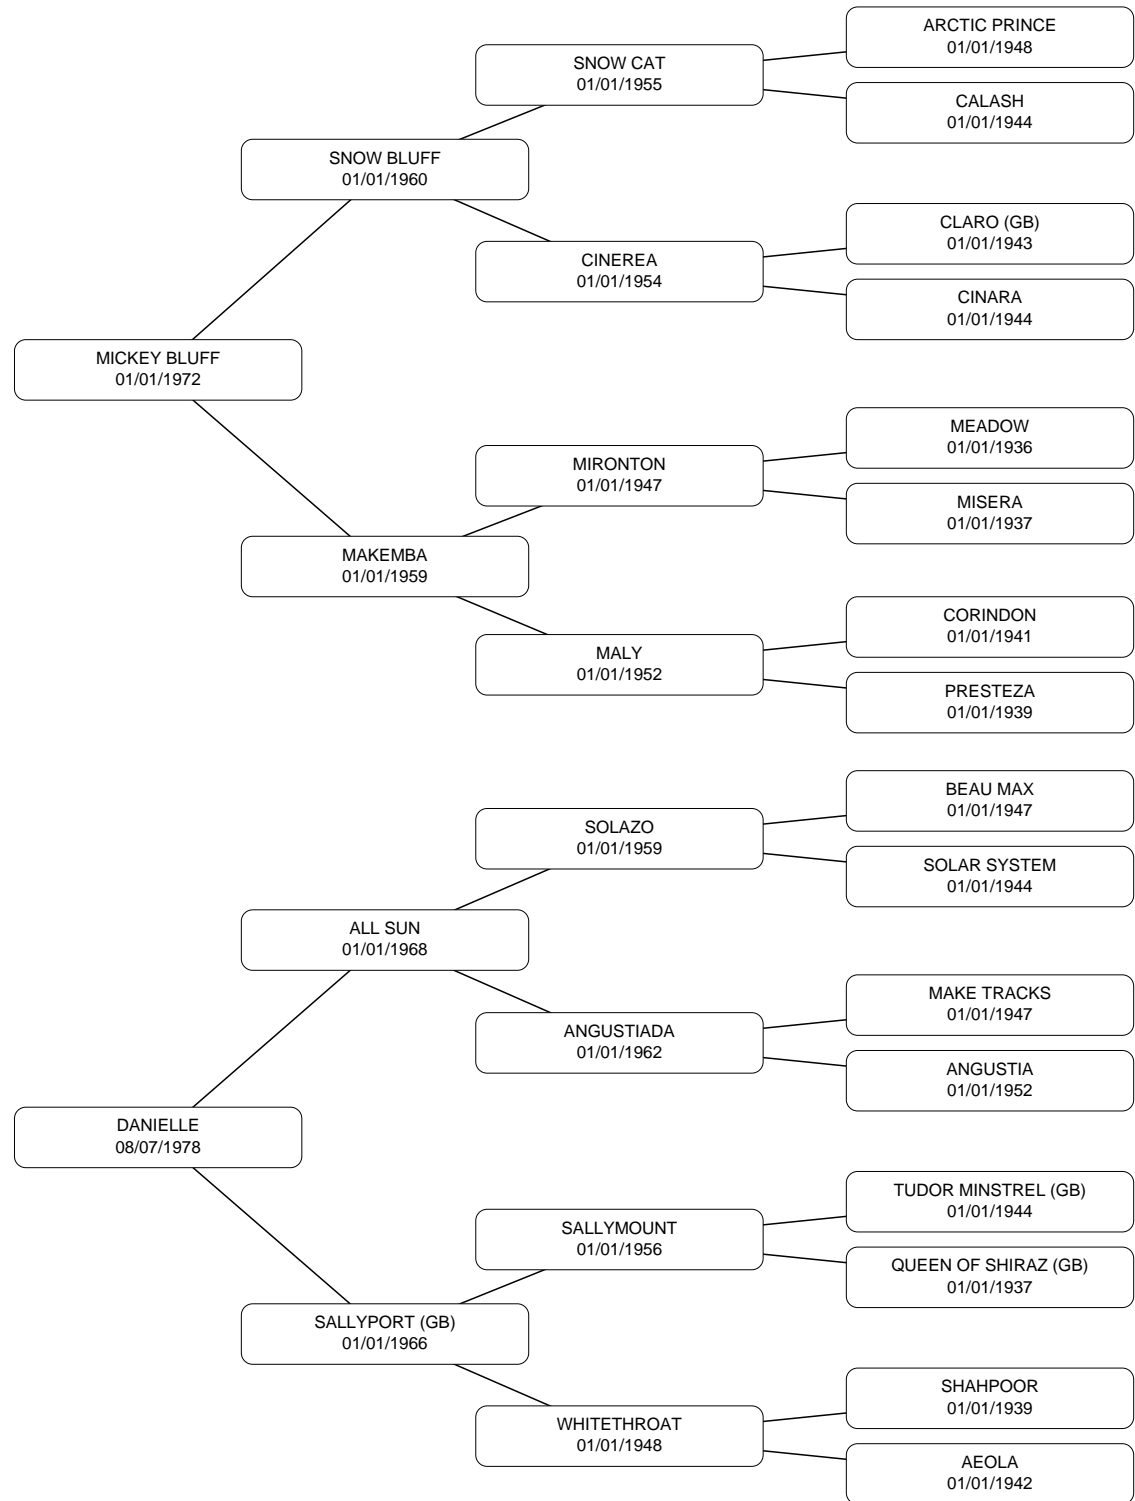 ARCTIC PRINCE
01/01/1948
SNOW CAT
01/01/1955
CALASH
01/01/1944
SNOW BLUFF
01/01/1960
CLARO (GB)
01/01/1943
CINEREA
01/01/1954
CINARA
01/01/1944
MICKEY BLUFF
01/01/1972
MEADOW
01/01/1936
MIRONTON
01/01/1947
MISERA
01/01/1937
MAKEMBA
01/01/1959
CORINDON
01/01/1941
MALY
01/01/1952
PRESTEZA
01/01/1939
BEAU MAX
01/01/1947
SOLAZO
01/01/1959
SOLAR SYSTEM
01/01/1944
ALL SUN
01/01/1968
MAKE TRACKS
01/01/1947
ANGUSTIADA
01/01/1962
ANGUSTIA
01/01/1952
DANIELLE
08/07/1978
TUDOR MINSTREL (GB)
01/01/1944
SALLYMOUNT
01/01/1956
QUEEN OF SHIRAZ (GB)
01/01/1937
SALLYPORT (GB)
01/01/1966
SHAHPOOR
01/01/1939
WHITETHROAT
01/01/1948
AEOLA
01/01/1942